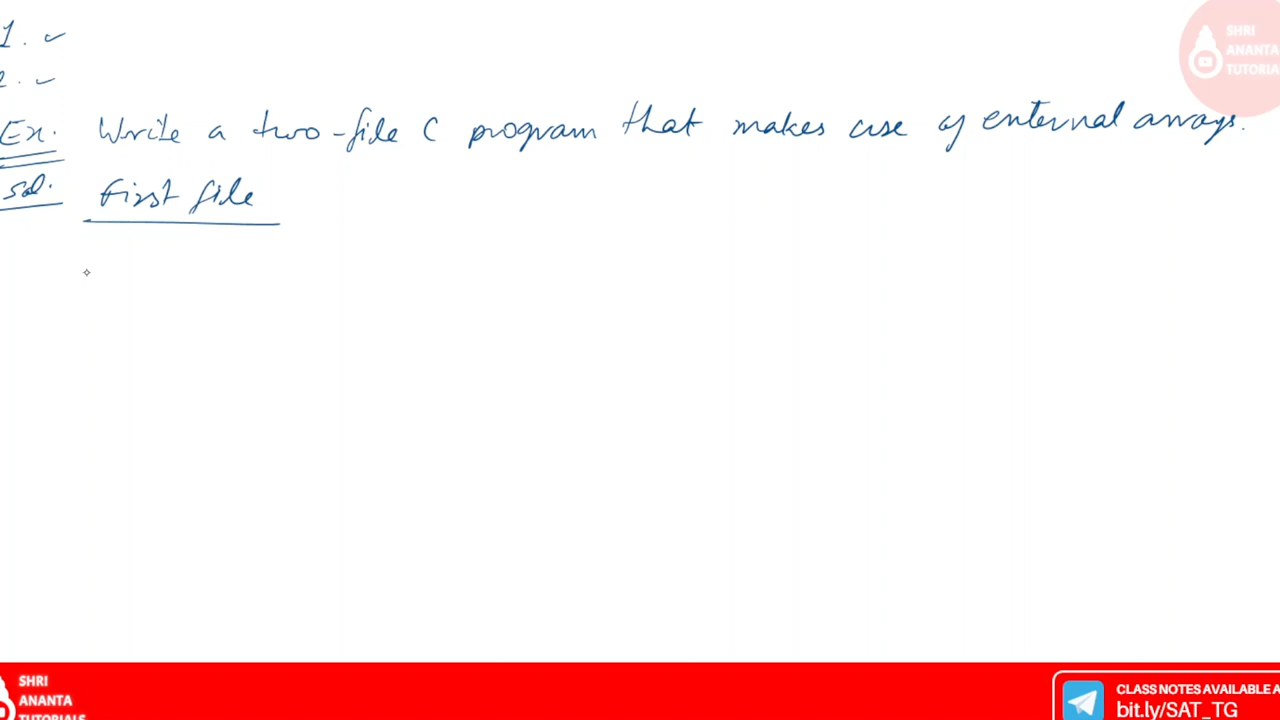 1.
SHRI
ANANTA
TUTORIA
2.
Ex. Write a two-file C program that makes use of external arrays.
Sol. First file
SHRI
ANANTA
TUTORIALS
CLASS NOTES AVAILABLE A
bit.ly/SAT_TG